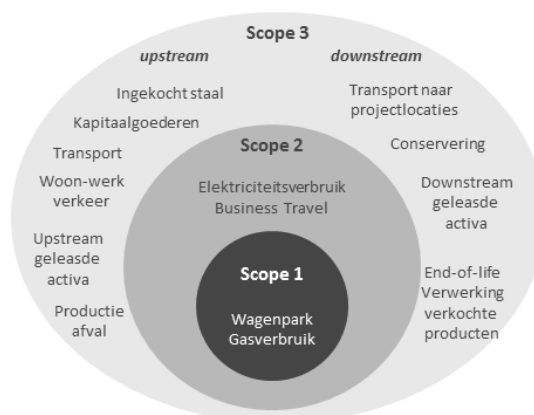 Scope 3
upstream
downstream
Ingekocht staal
Kapitaalgoederen
Transport
Woon-werk
verkeer
Upstream
geleasde
activa
Productie
afval
Transport naar
projectlocaties
Conservering
Downstream
geleasde
activa
End-of-life
Verwerking
verkochte
producten
Scope 2
Elektriciteitsverbruik
Business Travel
Scope 1
Wagenpark
Gasverbruik